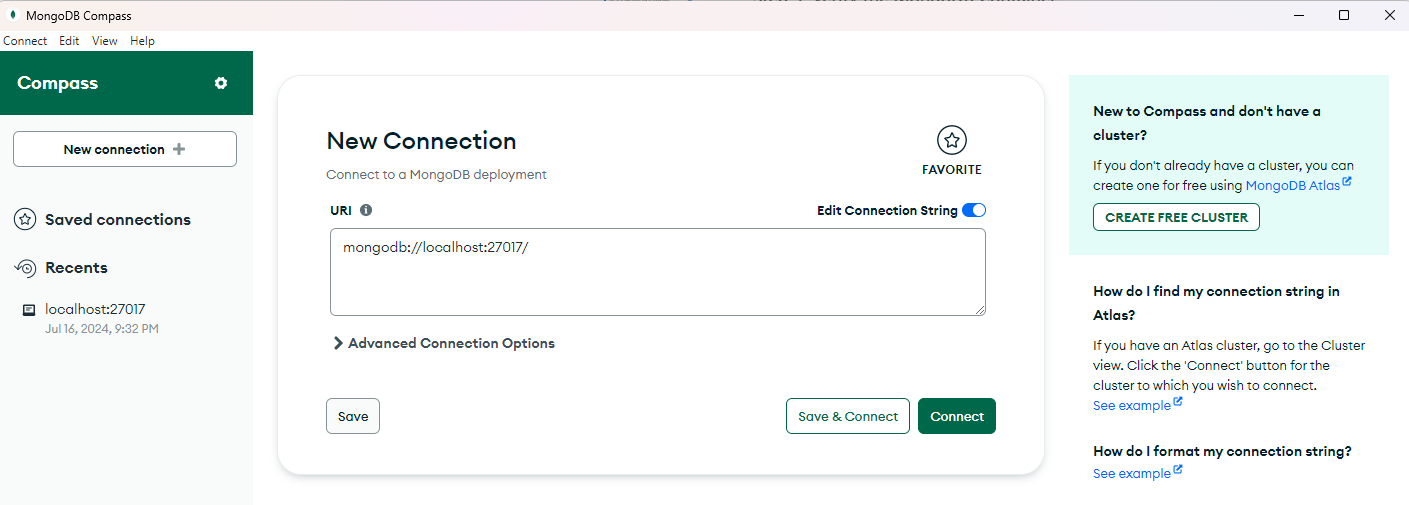 MongoDB Compass
Connect Edit View Help
Compass
New connection
Saved connections
Recents
localhost:27017
Jul 16, 2024, 9:32 PM
New Connection
Connect to a MongoDB deployment
FAVORITE
URI
Edit Connection String
mongodb://localhost:27017/
Advanced Connection Options
Save
Save & Connect
Connect
New to Compass and don't have a
cluster?
If you don't already have a cluster, you can
create one for free using MongoDB Atlas
CREATE FREE CLUSTER
How do I find my connection string in
Atlas?
If you have an Atlas cluster, go to the Cluster
view. Click the 'Connect' button for the
cluster to which you wish to connect.
See example
How do I format my connection string?
See example